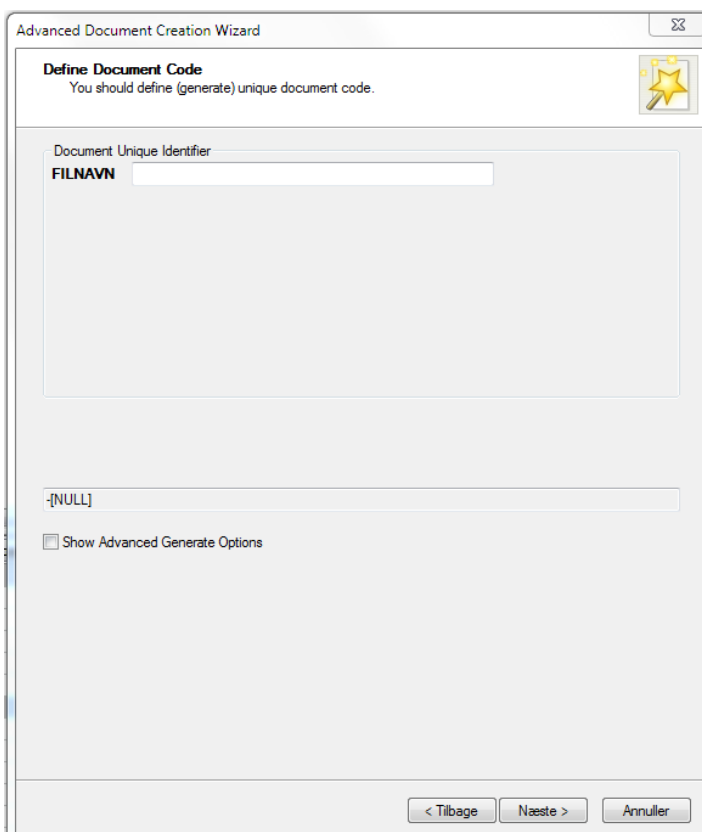 Advanced Document Creation Wizard
Define Document Code
You should define (generate) unique document code.
Document Unique Identifier
FILNAVN
-[NULL]
Show Advanced Generate Options
< Tilbage
Næste >
Annuller